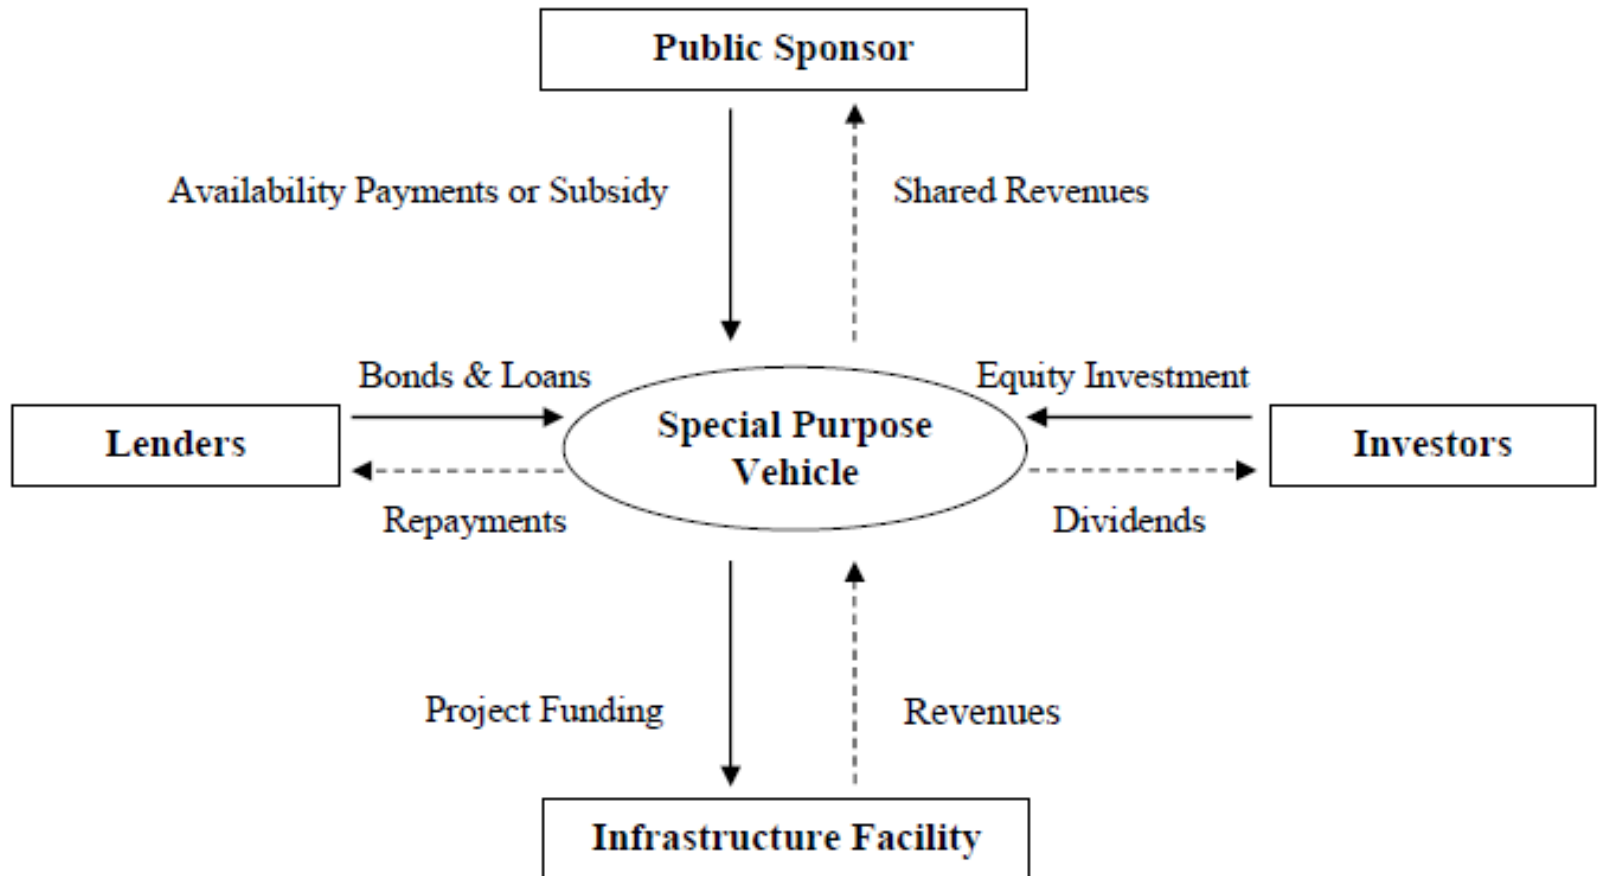 Public Sponsor
Availability Payments or Subsidy
Shared Revenues
Bonds & Loans
Equity Investment
Lenders
Special Purpose
Vehicle
Investors
Repayments
Dividends
Project Funding
Revenues
Infrastructure Facility